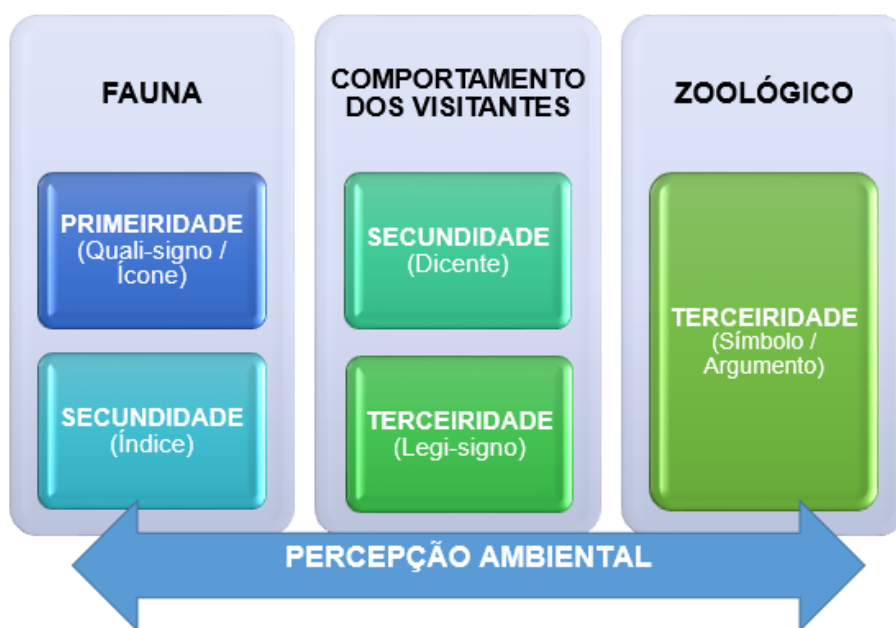 FAUNA
PRIMEIRIDADE
(Quali-signo /
Ícone)
SECUNDIDADE
(Índice)
COMPORTAMENTO
DOS VISITANTES
SECUNDIDADE
(Dicente)
TERCEIRIDADE
(Legi-signo)
ZOOLÓGICO
TERCEIRIDADE
(Símbolo /
Argumento)
PERCEPÇÃO AMBIENTAL